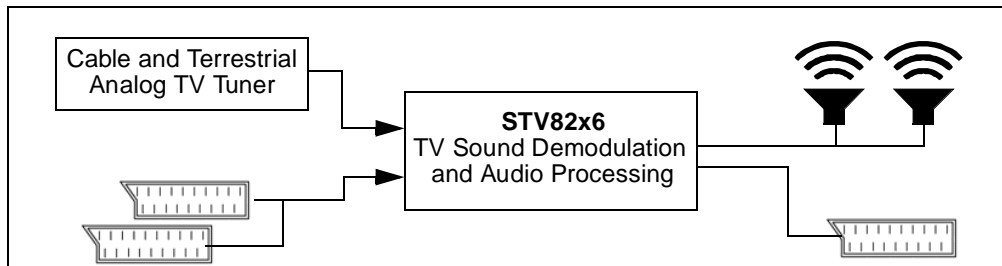 Cable and Terrestrial
Analog TV Tuner
STV82x6
TV Sound Demodulation
and Audio Processing